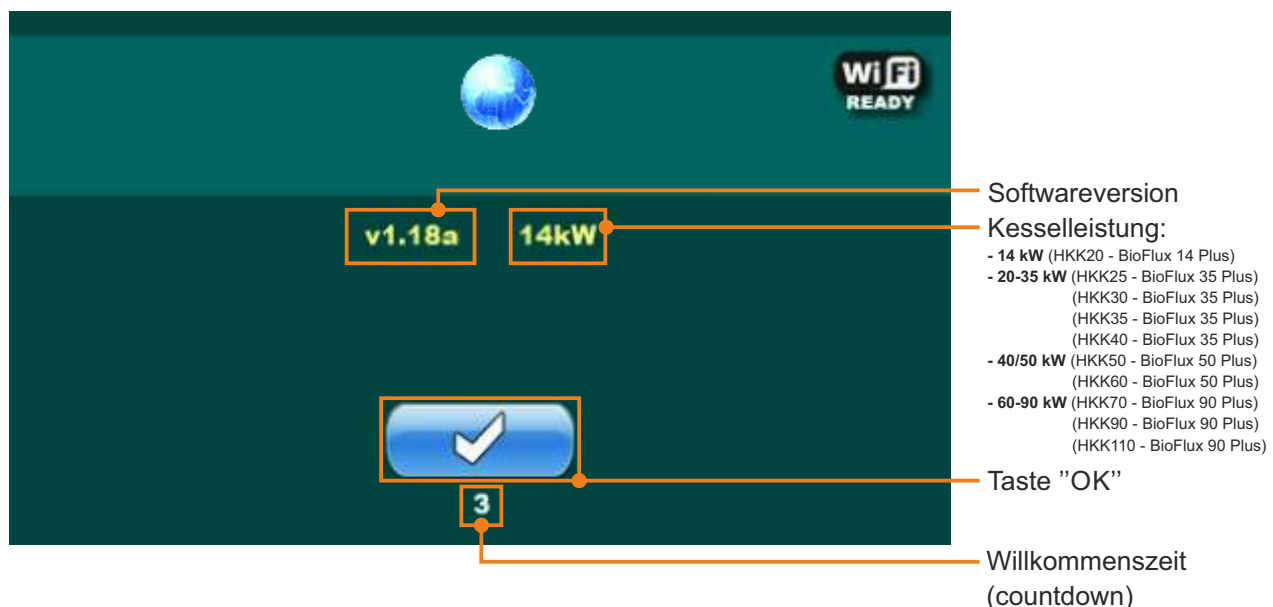 WiFi
READY
v1.18a 14kW
3
Softwareversion
Kesselleistung:
- 14 kW (HKK20 - BioFlux 14 Plus)
- 20-35 kW (HKK25 - BioFlux 35 Plus)
(HKK30 - BioFlux 35 Plus)
(HKK35 - BioFlux 35 Plus)
(HKK40 - BioFlux 35 Plus)
- 40/50 kW (HKK50 - BioFlux 50 Plus)
(HKK60 - BioFlux 50 Plus)
- 60-90 kW (HKK70 - BioFlux 90 Plus)
(HKK90 - BioFlux 90 Plus)
(HKK110 - BioFlux 90 Plus)
Taste ''OK''
Willkommenszeit
(countdown)